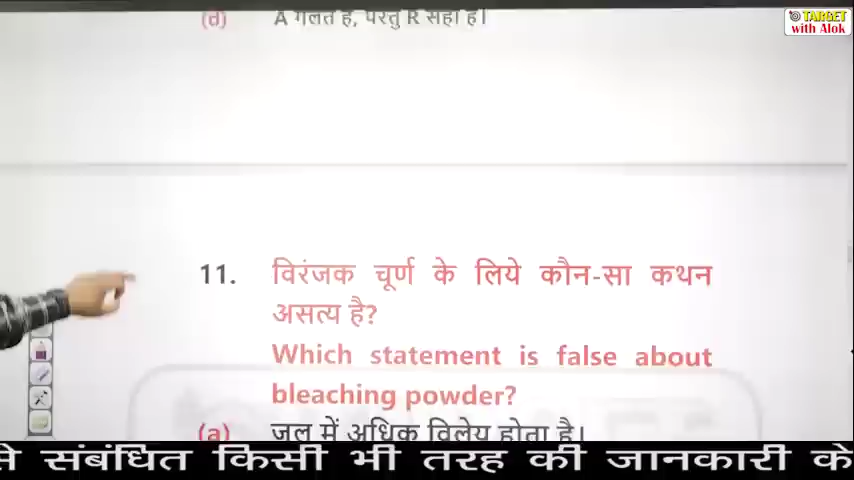 (d) A गलत है, परंतु R सही है।
TARGET
with Alok
11. विरंजक चूर्ण के लिये कौन-सा कथन
असत्य है?
Which statement is false about
bleaching powder?
(a) जल में अधिक विलेय होता है।
से संबंधित किसी भी तरह की जानकारी के